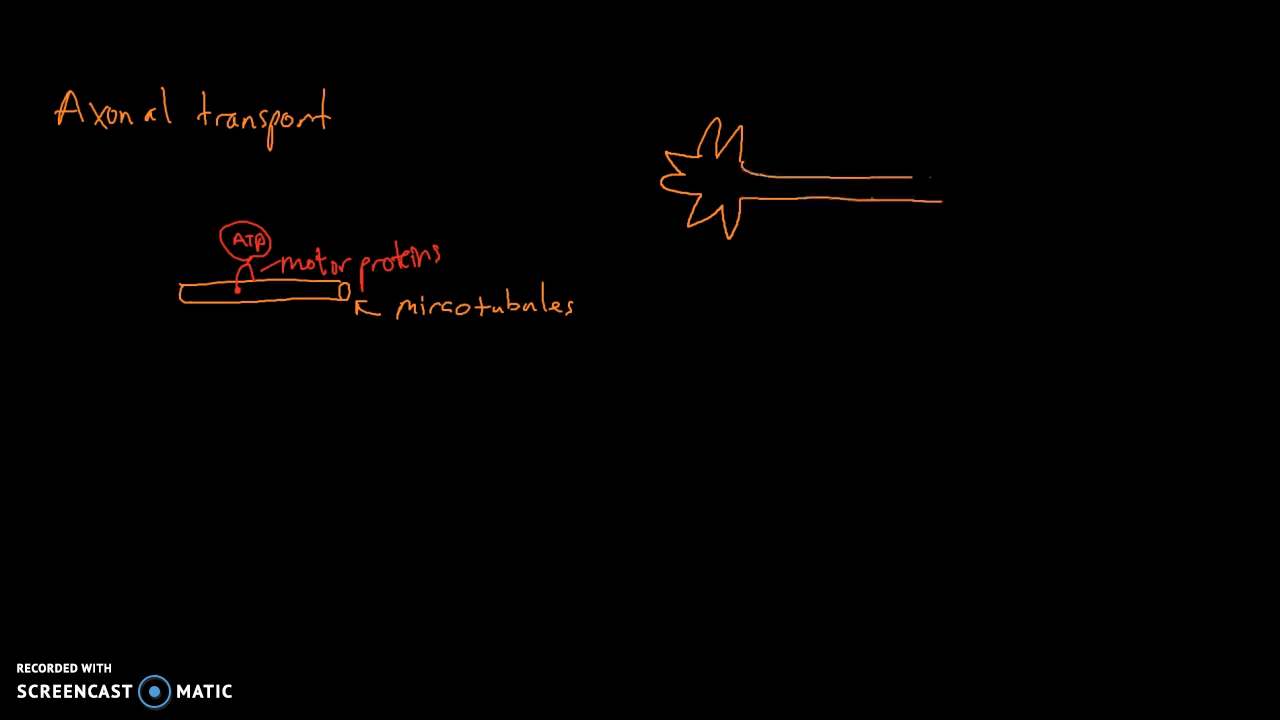 Axonal transport
ATP
motor proteins
mircotubules
RECORDED WITH
SCREENCAST MATIC